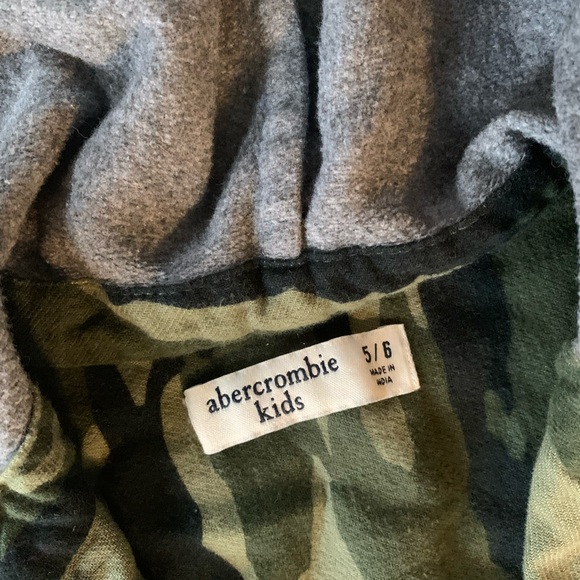 abercrombie
kids
5/6
MADE IN
INDIA